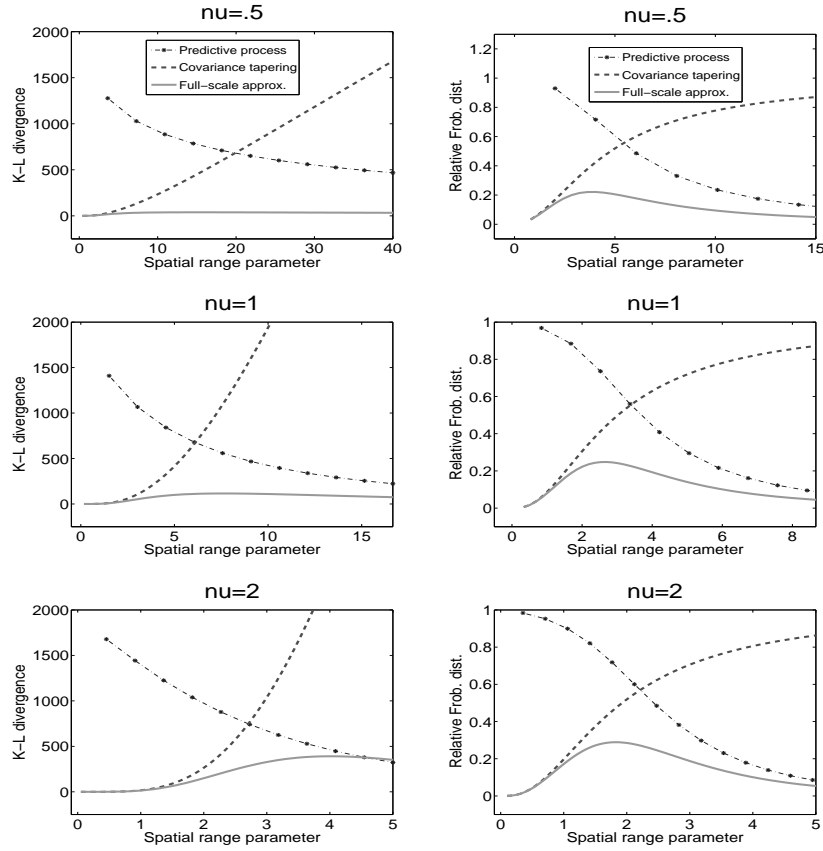 nu=.5
2000
1500
1000
500
0
K−L divergence
Predictive process
Covariance tapering
Full−scale approx.
0
10
20
30
40
Spatial range parameter
nu=.5
1.2
1
0.8
0.6
0.4
0.2
0
Relative Frob. dist.
Predictive process
Covariance tapering
Full−scale approx.
0
5
10
15
Spatial range parameter
nu=1
2000
1500
1000
500
0
K−L divergence
0
5
10
15
Spatial range parameter
nu=1
1
0.8
0.6
0.4
0.2
0
Relative Frob. dist.
0
2
4
6
8
Spatial range parameter
nu=2
2000
1500
1000
500
0
K−L divergence
0
1
2
3
4
5
Spatial range parameter
nu=2
1
0.8
0.6
0.4
0.2
0
Relative Frob. dist.
0
1
2
3
4
5
Spatial range parameter